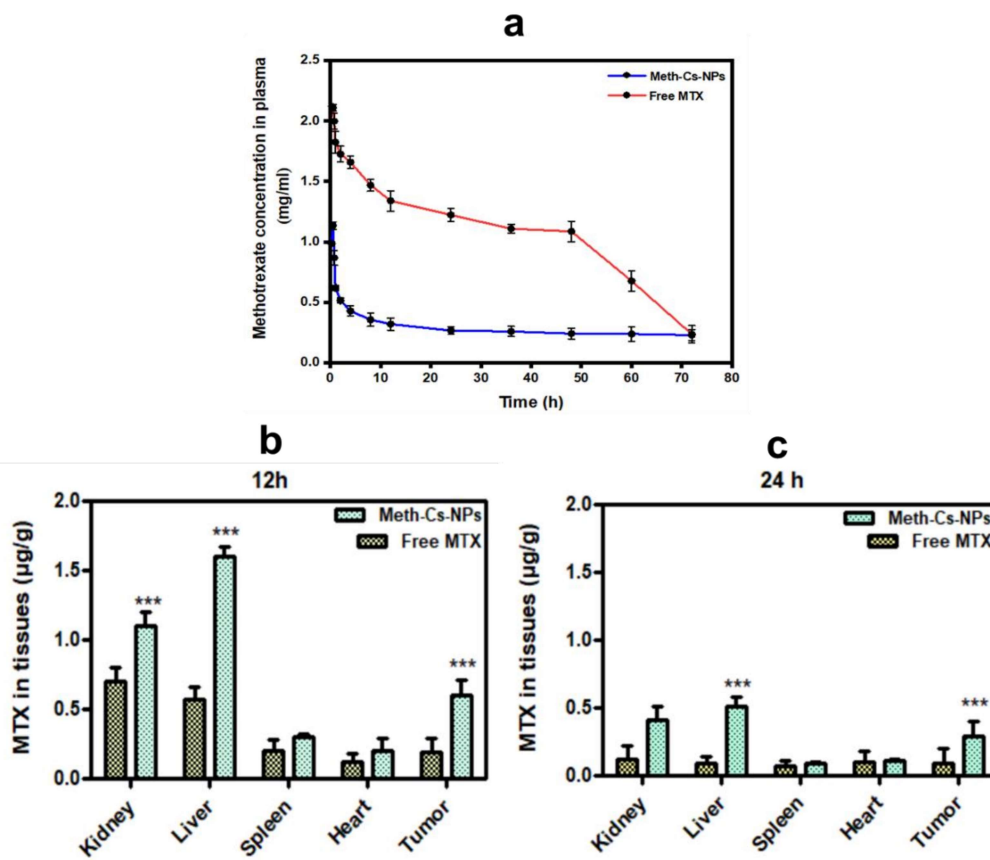 a
Methotrexate concentration in plasma
(mg/ml)
2.5
2.0
1.5
1.0
0.5
0.0
Meth-Cs-NPs
Free MTX
0 10 20 30 40 50 60 70 80
Time (h)
b
12h
MTX in tissues (µg/g)
2.0
1.5
1.0
0.5
0.0
Meth-Cs-NPs
Free MTX
***
***
***
Kidney
Liver
Spleen
Heart
Tumor
c
24 h
MTX in tissues (µg/g)
2.0
1.5
1.0
0.5
0.0
Meth-Cs-NPs
Free MTX
***
***
Kidney
Liver
Spleen
Heart
Tumor